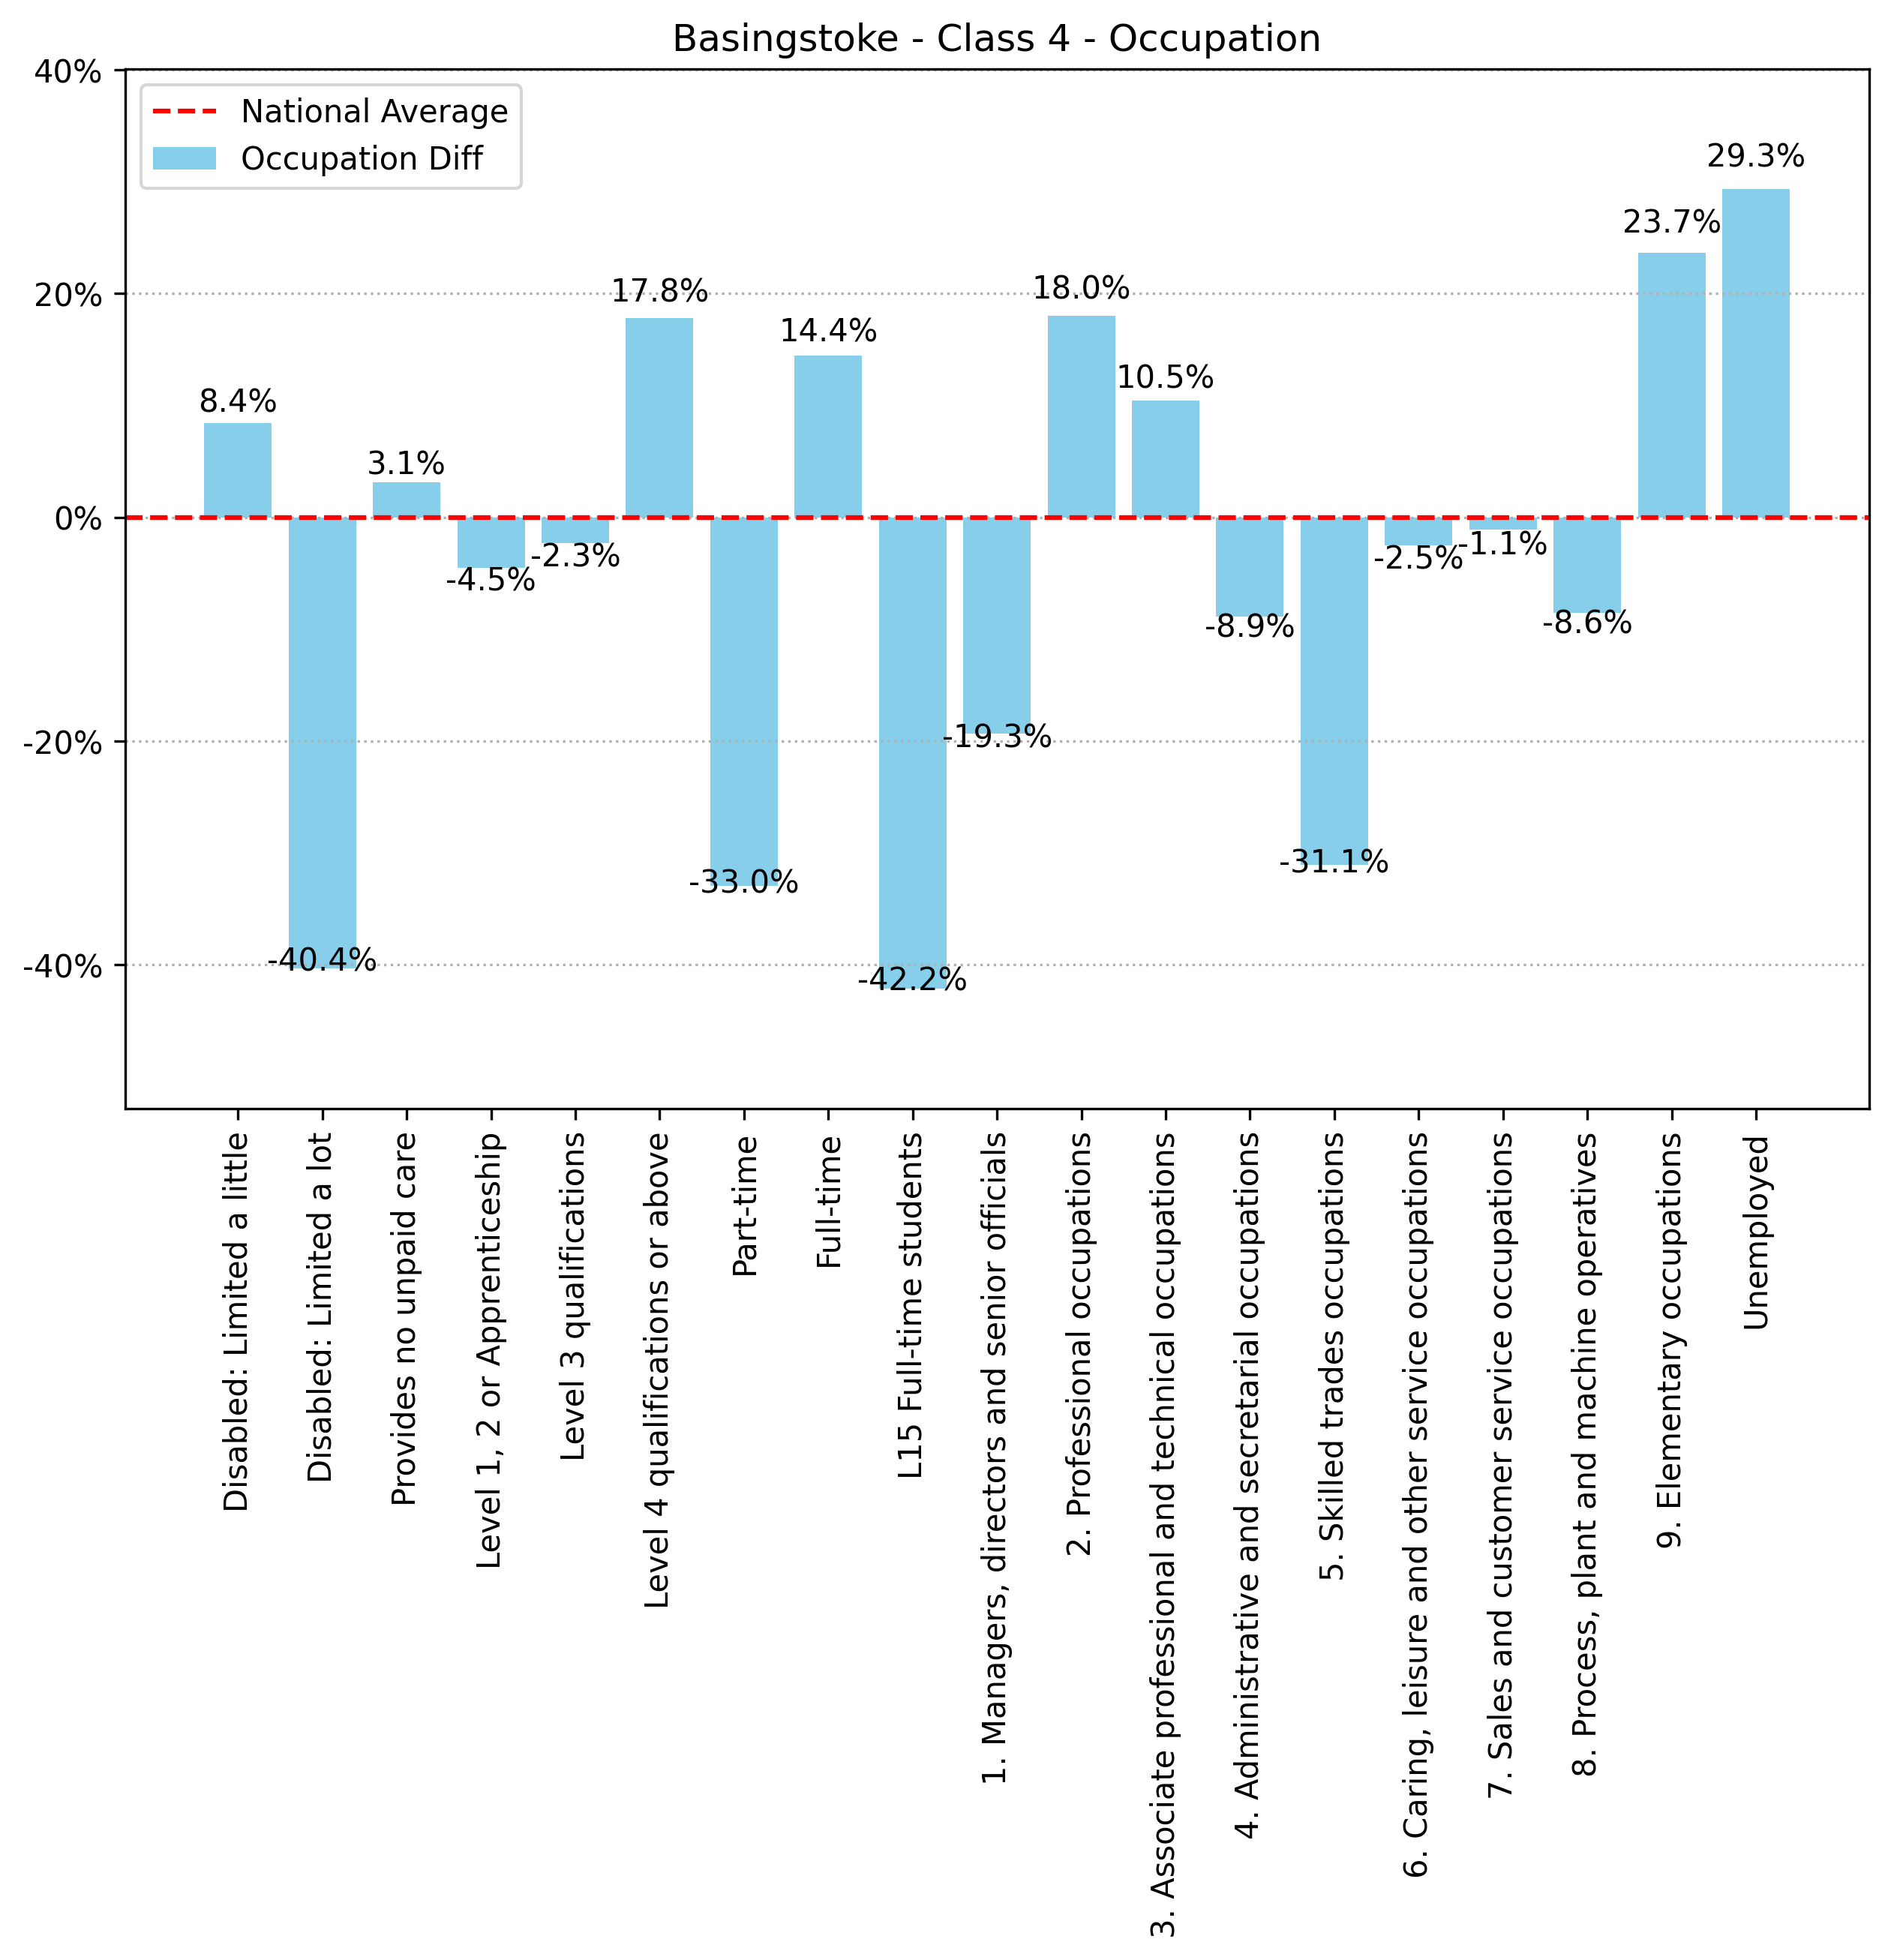 Basingstoke - Class 4 - Occupation
National Average
Occupation Diff
40%
20%
0%
-20%
-40%
8.4%
-40.4%
3.1%
-4.5%
-2.3%
17.8%
-33.0%
14.4%
-42.2%
-19.3%
18.0%
10.5%
-8.9%
-31.1%
-2.5%
-1.1%
-8.6%
23.7%
29.3%
Disabled: Limited a little
Disabled: Limited a lot
Provides no unpaid care
Level 1, 2 or Apprenticeship
Level 3 qualifications
Level 4 qualifications or above
Part-time
Full-time
L15 Full-time students
1. Managers, directors and senior officials
2. Professional occupations
3. Associate professional and technical occupations
4. Administrative and secretarial occupations
5. Skilled trades occupations
6. Caring, leisure and other service occupations
7. Sales and customer service occupations
8. Process, plant and machine operatives
9. Elementary occupations
Unemployed